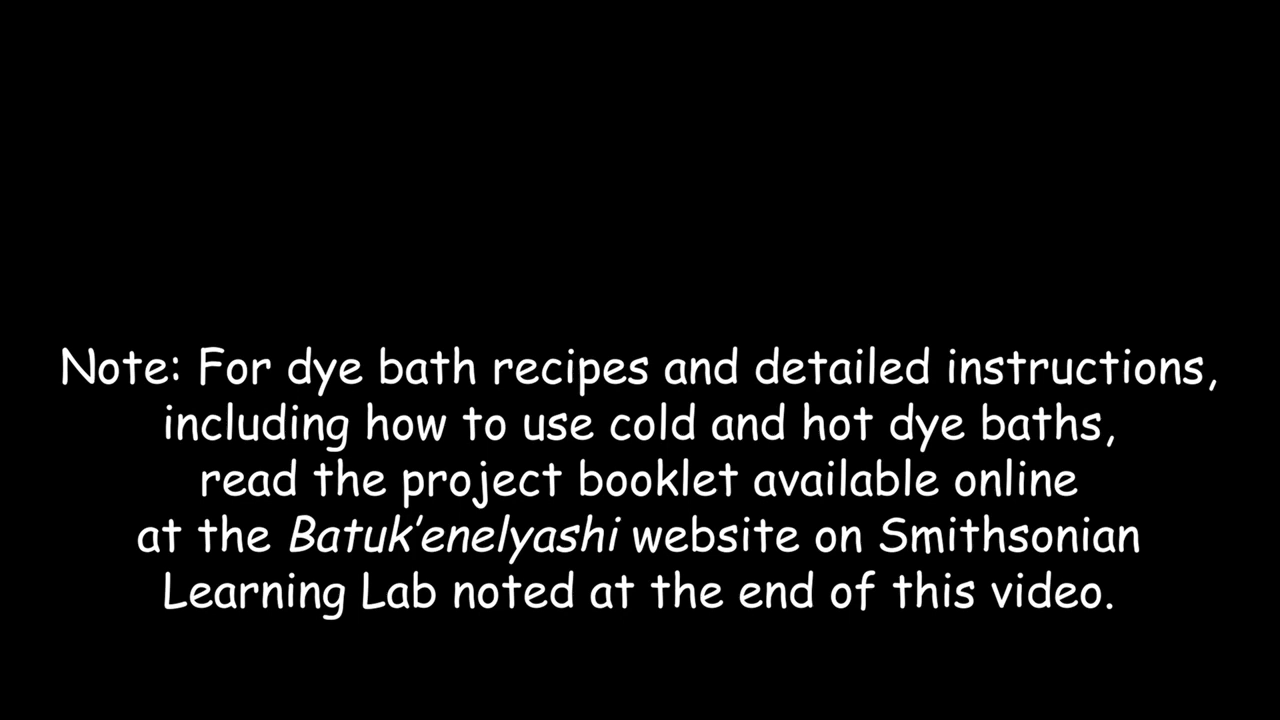 Note: For dye bath recipes and detailed instructions,
including how to use cold and hot dye baths,
read the project booklet available online
at the Batuk’enelyashi website on Smithsonian
Learning Lab noted at the end of this video.